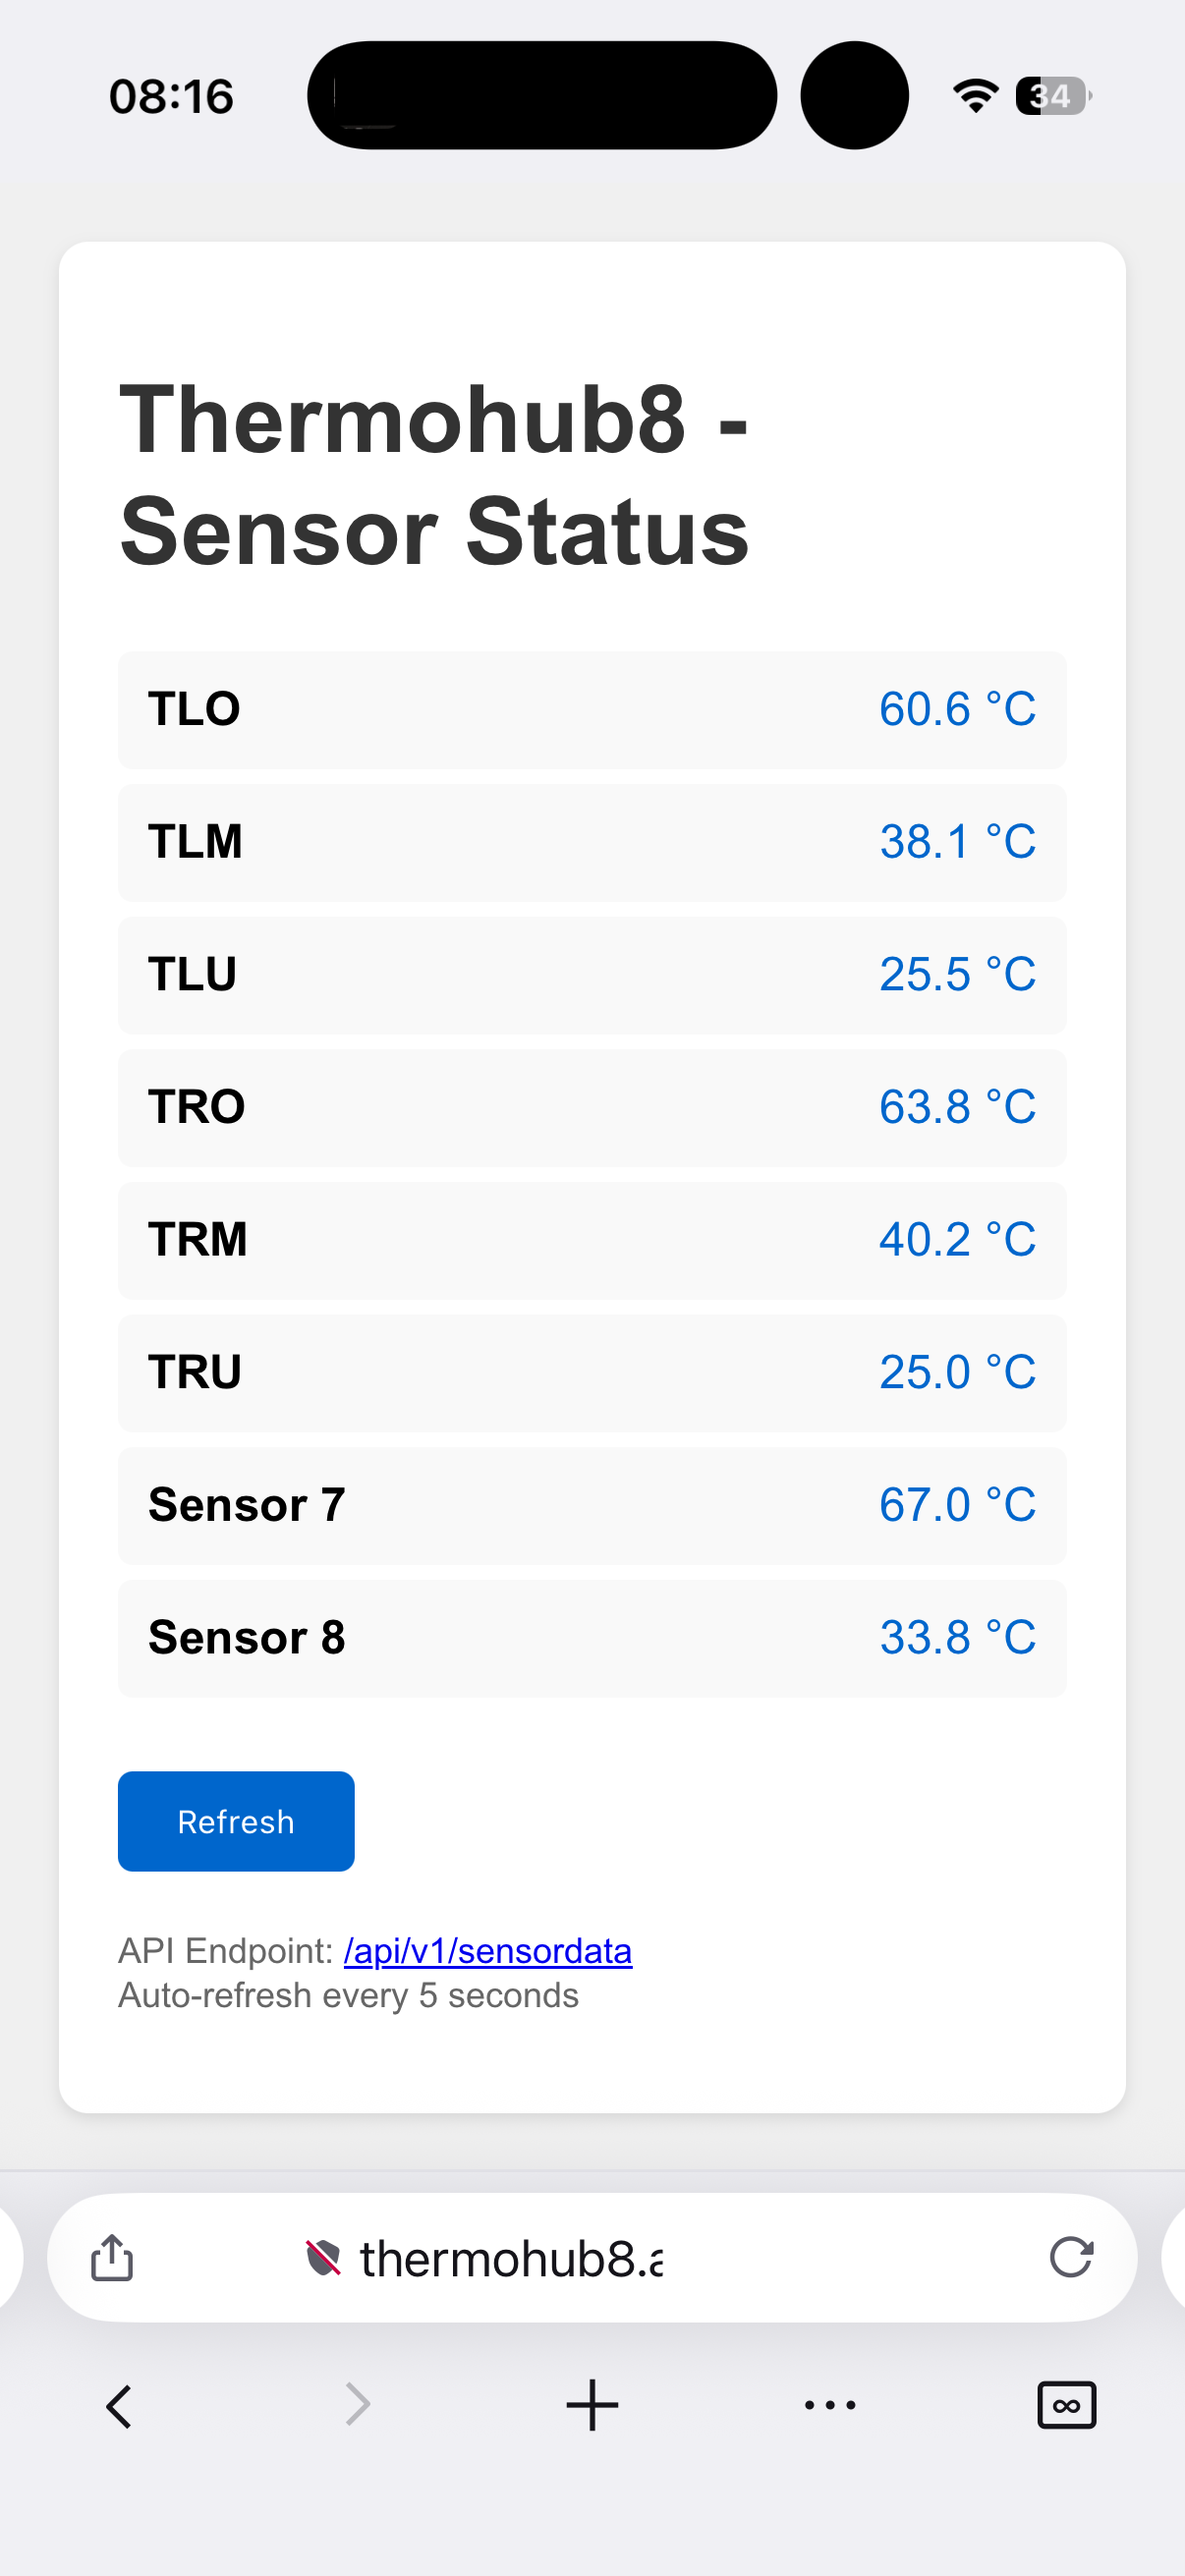 08:16
34
Thermohub8 -
Sensor Status
TLO 60.6 °C
TLM 38.1 °C
TLU 25.5 °C
TRO 63.8 °C
TRM 40.2 °C
TRU 25.0 °C
Sensor 7 67.0 °C
Sensor 8 33.8 °C
Refresh
API Endpoint: /api/v1/sensordata
Auto-refresh every 5 seconds
thermohub8.